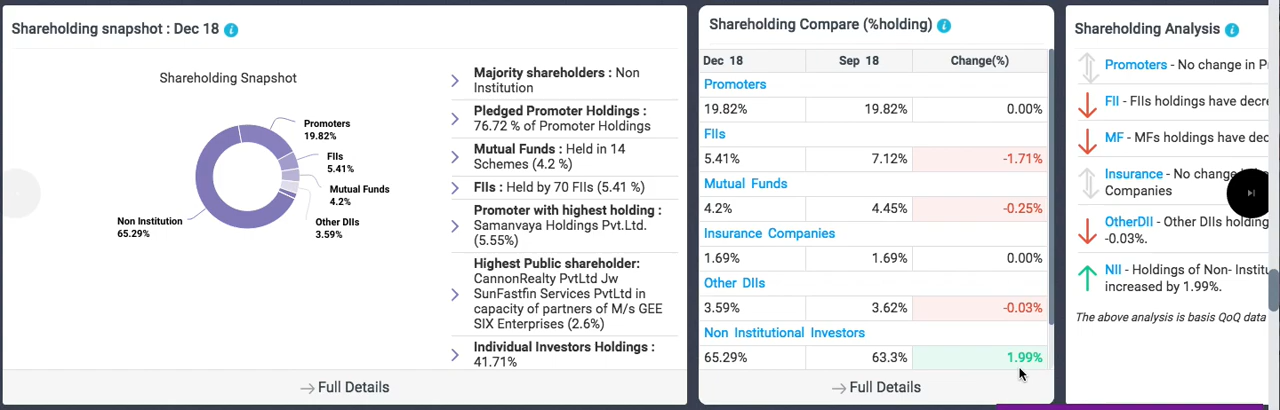 Shareholding snapshot : Dec 18
Shareholding Snapshot
Promoters
19.82%
FIIs
5.41%
Mutual Funds
4.2%
Other DIIs
3.59%
Non Institution
65.29%
Majority shareholders : Non
Institution
Pledged Promoter Holdings :
76.72 % of Promoter Holdings
Mutual Funds : Held in 14
Schemes (4.2 %)
FIIs : Held by 70 FIIs (5.41 %)
Promoter with highest holding :
Samanvaya Holdings Pvt.Ltd.
(5.55%)
Highest Public shareholder:
CannonRealty PvtLtd Jw
SunFastfin Services PvtLtd in
capacity of partners of M/s GEE
SIX Enterprises (2.6%)
Individual Investors Holdings :
41.71%
Full Details
Shareholding Compare (%holding)
Dec 18 Sep 18 Change(%)
Promoters
19.82% 19.82% 0.00%
FIIs
5.41% 7.12% -1.71%
Mutual Funds
4.2% 4.45% -0.25%
Insurance Companies
1.69% 1.69% 0.00%
Other DIIs
3.59% 3.62% -0.03%
Non Institutional Investors
65.29% 63.3% 1.99%
Full Details
Shareholding Analysis
Promoters - No change in
FII - FIIs holdings have
MF - MFs holdings have
Insurance - No
Companies
OtherDII - Other DIIs holding
-0.03%.
NII - Holdings of Non-
increased by 1.99%.
The above analysis is basis QoQ data